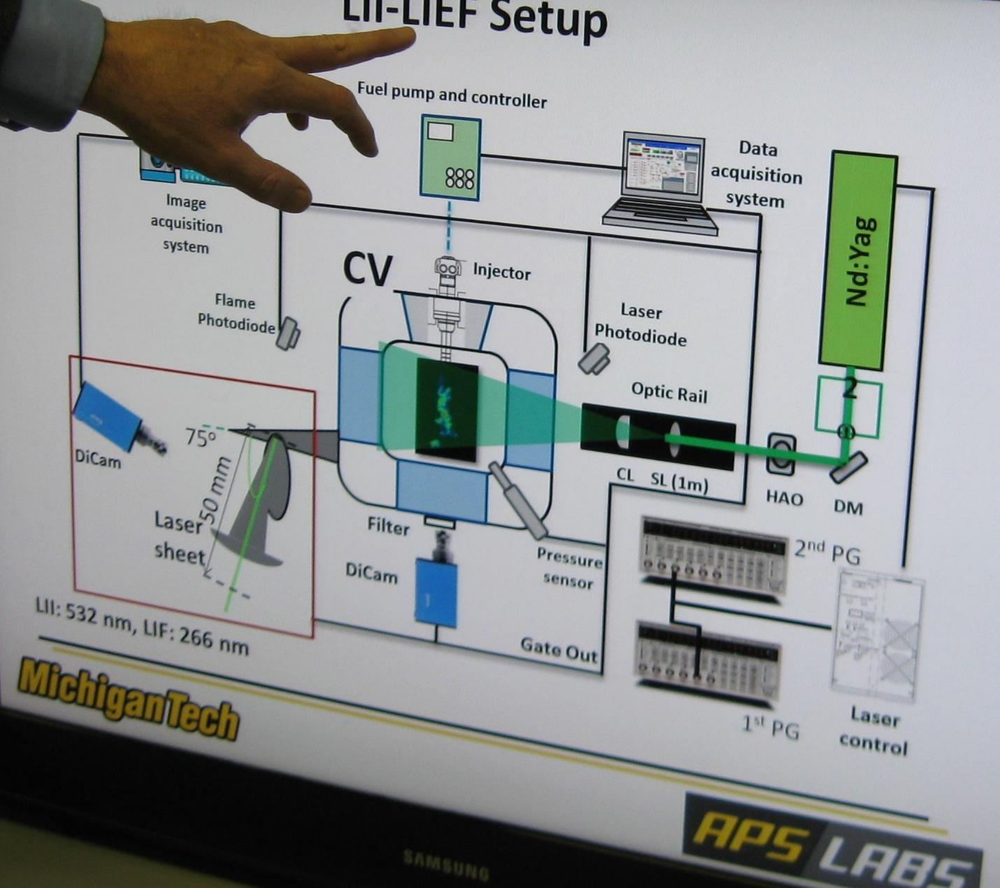 LII-LIEF Setup
Fuel pump and controller
Data
acquisition
system
Image
acquisition
system
Nd:Yag
CV
Injector
Flame
Photodiode
Laser
Photodiode
Optic Rail
2
ω
75°
50 mm
DiCam
Laser
sheet
CL SL (1m)
HAO
DM
Filter
DiCam
Pressure
sensor
2nd PG
Gate Out
LII: 532 nm, LIF: 266 nm
1st PG
Laser
control
MichiganTech
APS LABS
SAMSUNG